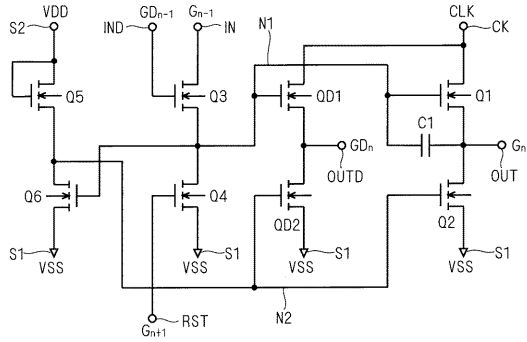 VDD GDn-1 Gn-1 CLK
S2 IND IN N1 CK
Q5 Q3 QD1 Q1
C1
GDn Gn
OUTD OUT
Q6 Q4 QD2 Q2
S1 S1 S1 S1
VSS VSS VSS VSS
N2
Gn+1 RST